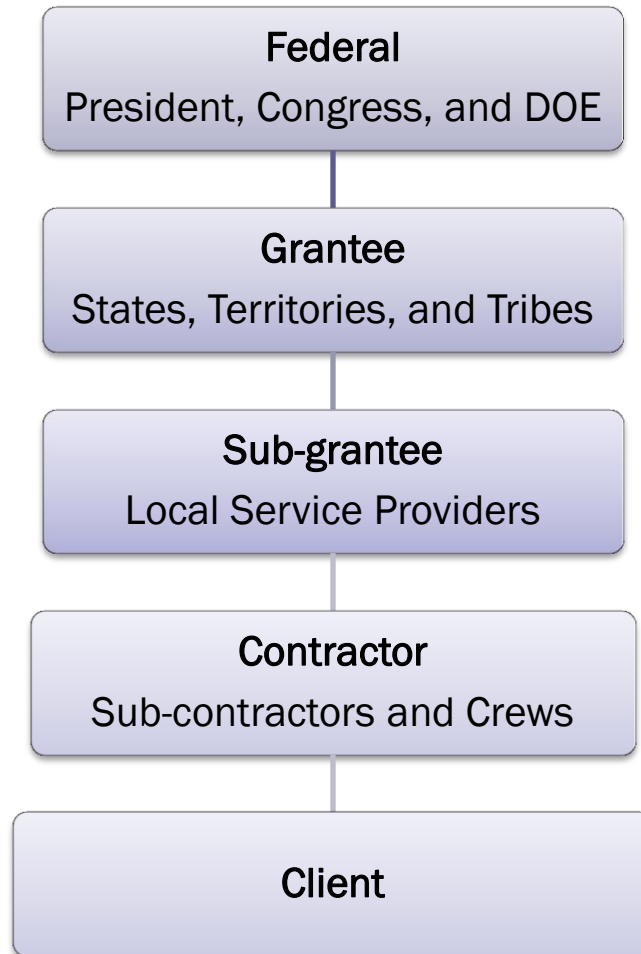 Federal
President, Congress, and DOE
Grantee
States, Territories, and Tribes
Sub-grantee
Local Service Providers
Contractor
Sub-contractors and Crews
Client